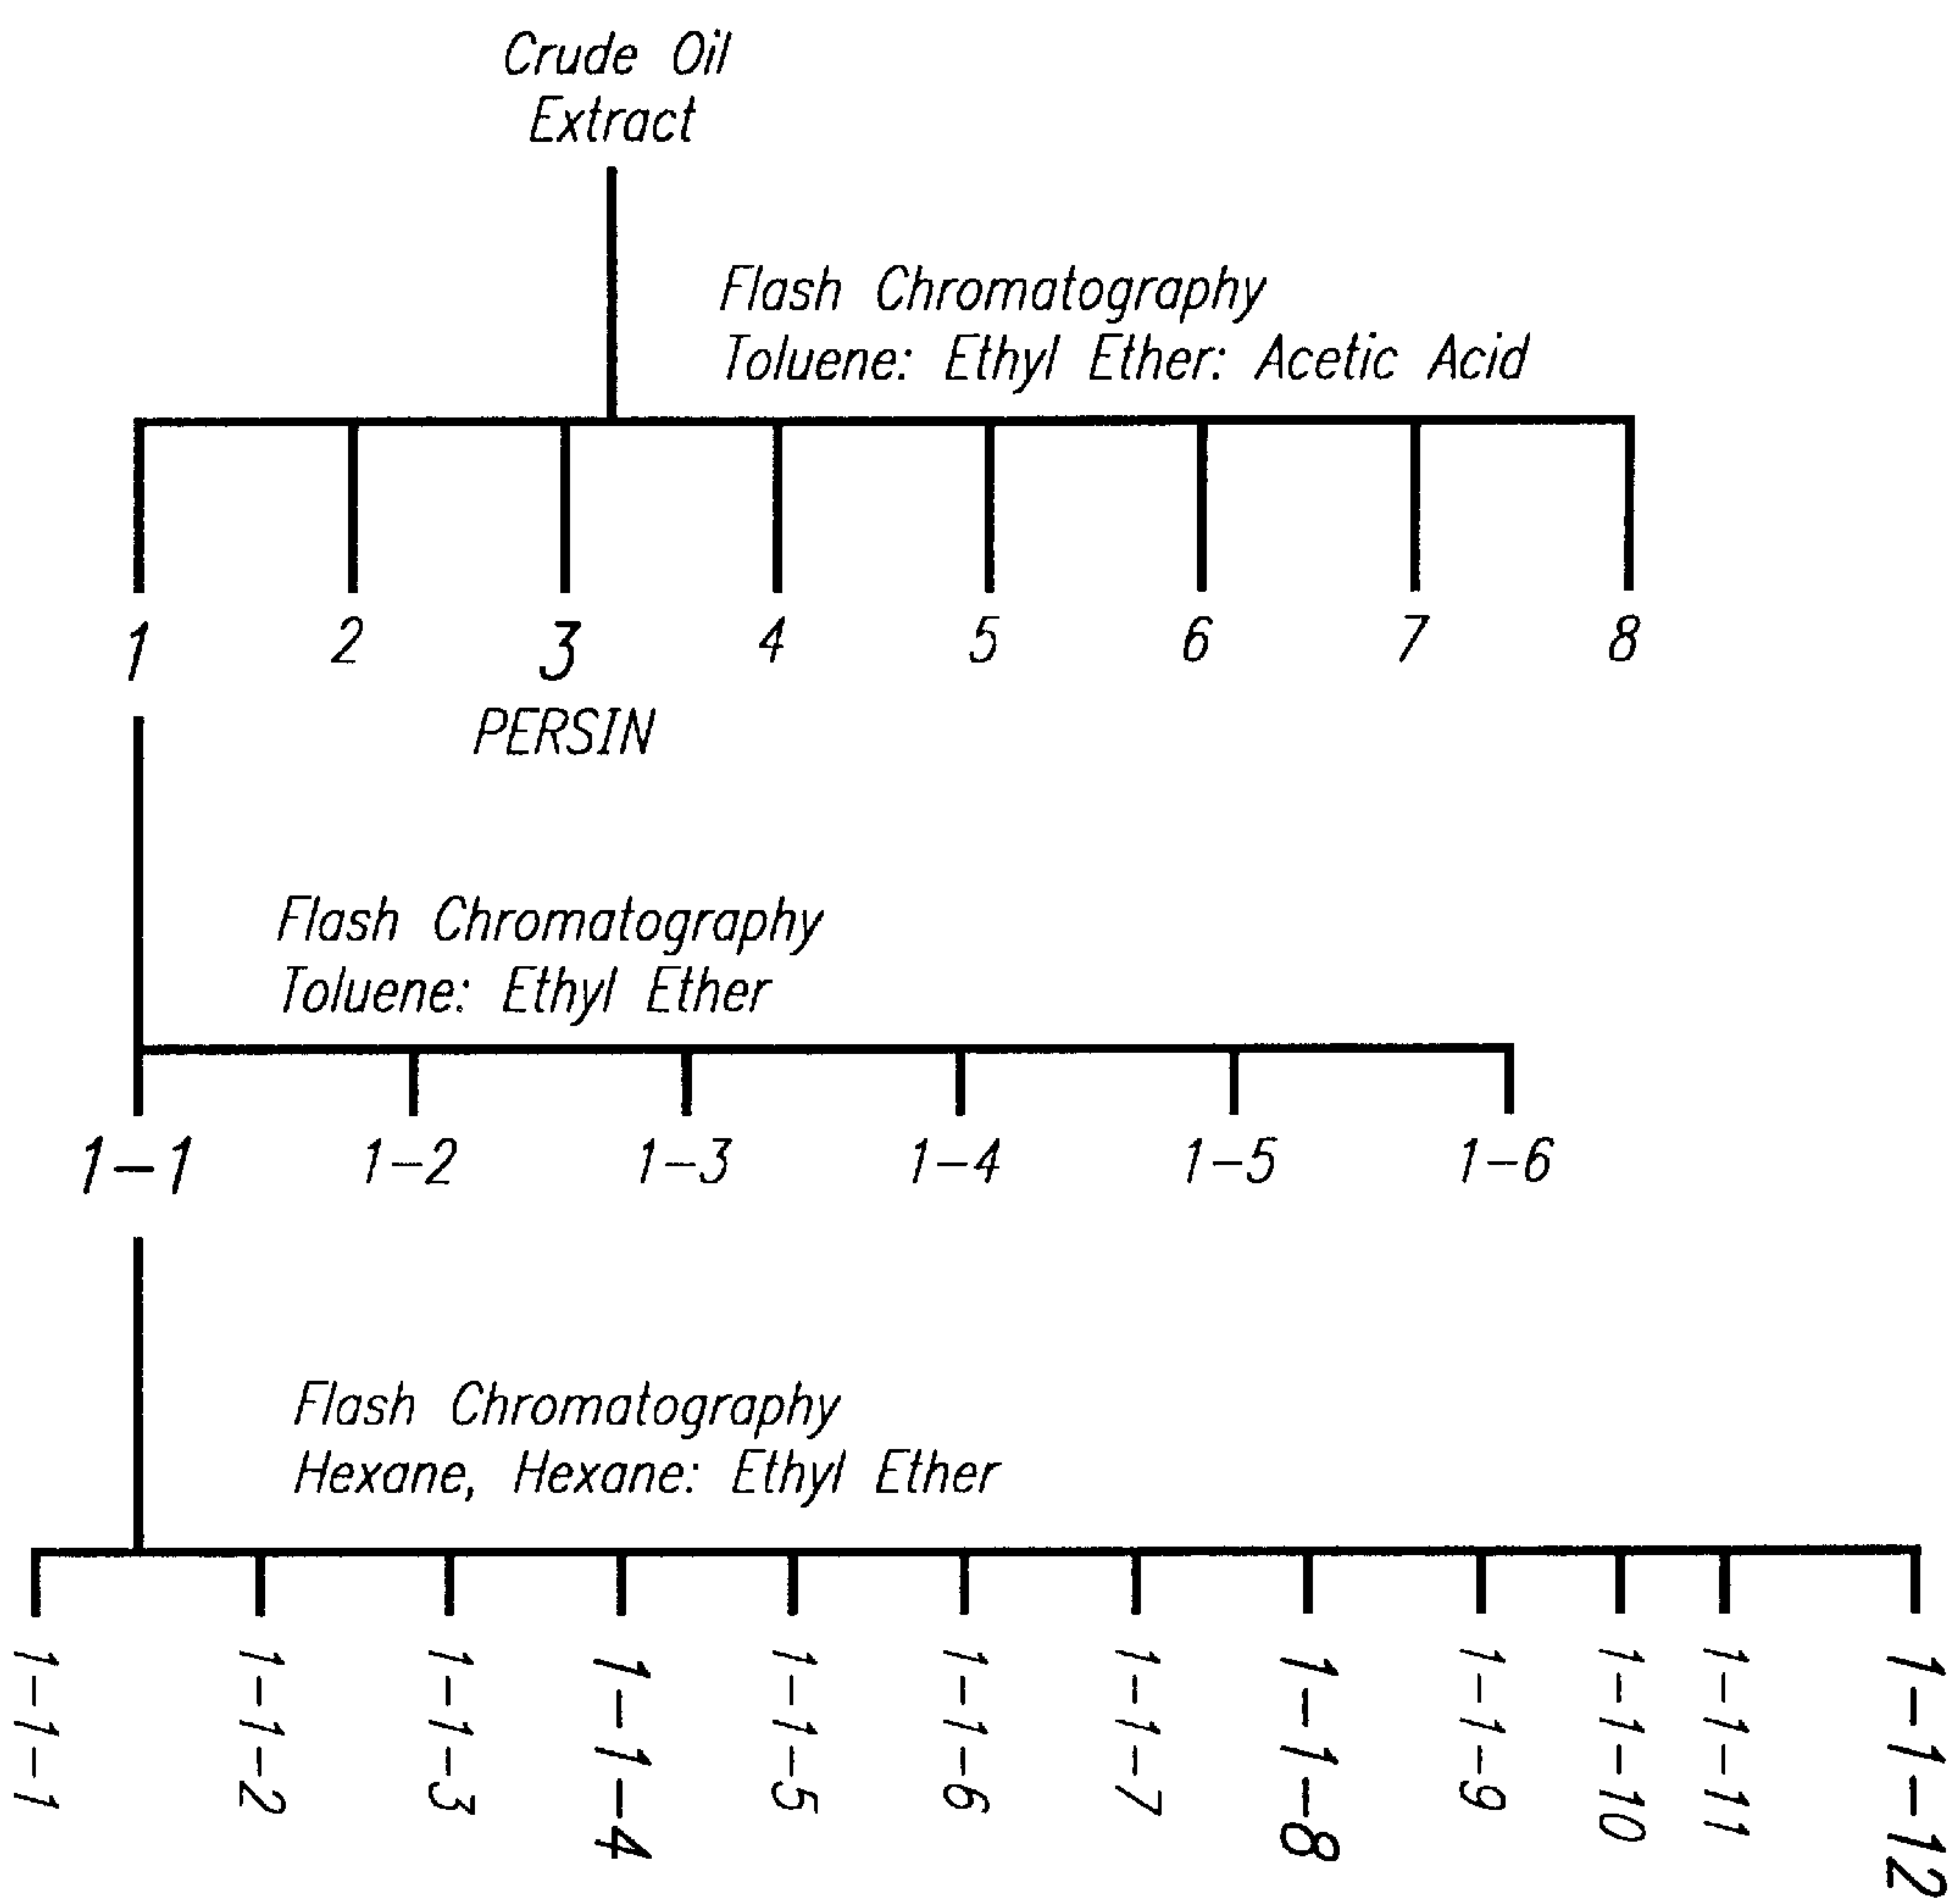 Crude Oil
Extract
Flash Chromatography
Toluene: Ethyl Ether: Acetic Acid
1 2 3 4 5 6 7 8
PERSIN
Flash Chromatography
Toluene: Ethyl Ether
1-1 1-2 1-3 1-4 1-5 1-6
Flash Chromatography
Hexane, Hexane: Ethyl Ether
1-1-1
1-1-2
1-1-3
1-1-4
1-1-5
1-1-6
1-1-7
1-1-8
1-1-9
1-1-10
1-1-11
1-1-12